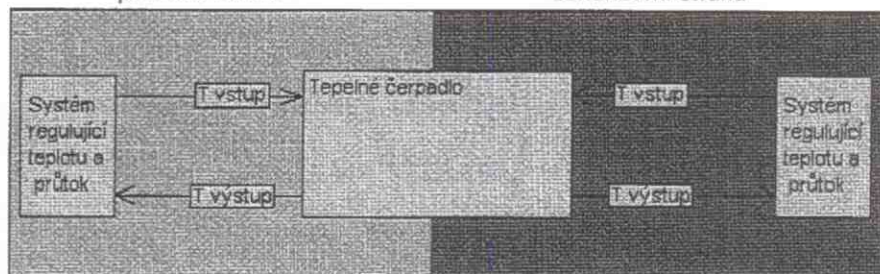 Systém
regulující
teplotu a
průtok
T vstup
T výstup
Tepelné čerpadlo
T vstup
T výstup
Systém
regulující
teplotu a
průtok